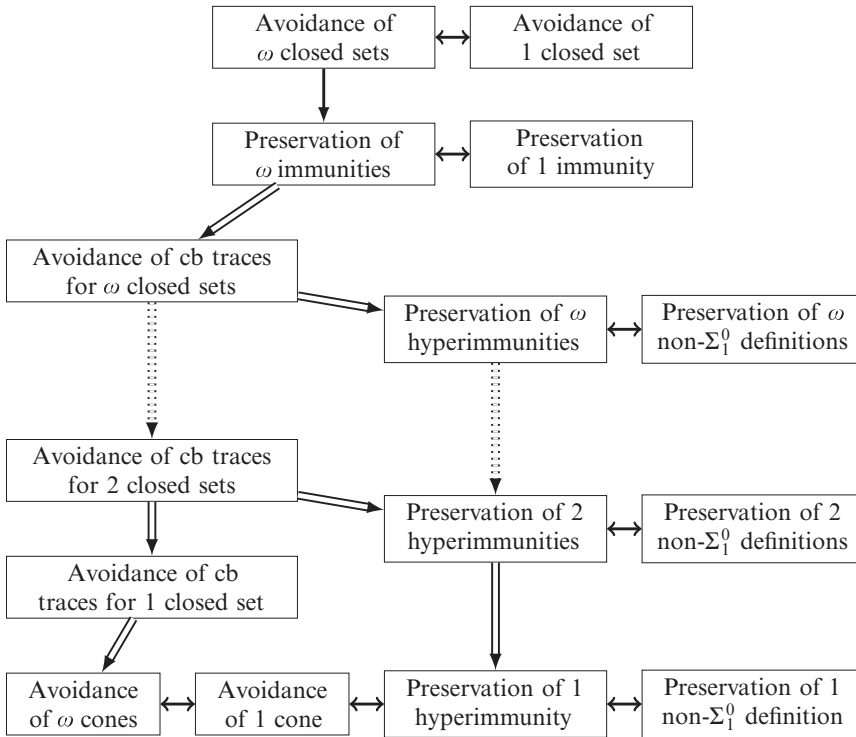 Avoidance of
ω closed sets
Avoidance of
1 closed set
Preservation of
ω immunities
Preservation
of 1 immunity
Avoidance of cb traces
for ω closed sets
Preservation of ω
hyperimmunities
Preservation of ω
non-Σ⁰₁ definitions
Avoidance of cb traces
for 2 closed sets
Preservation of 2
hyperimmunities
Preservation of 2
non-Σ⁰₁ definitions
Avoidance of cb
traces for 1 closed set
Avoidance
of ω cones
Avoidance
of 1 cone
Preservation of 1
hyperimmunity
Preservation of 1
non-Σ⁰₁ definition